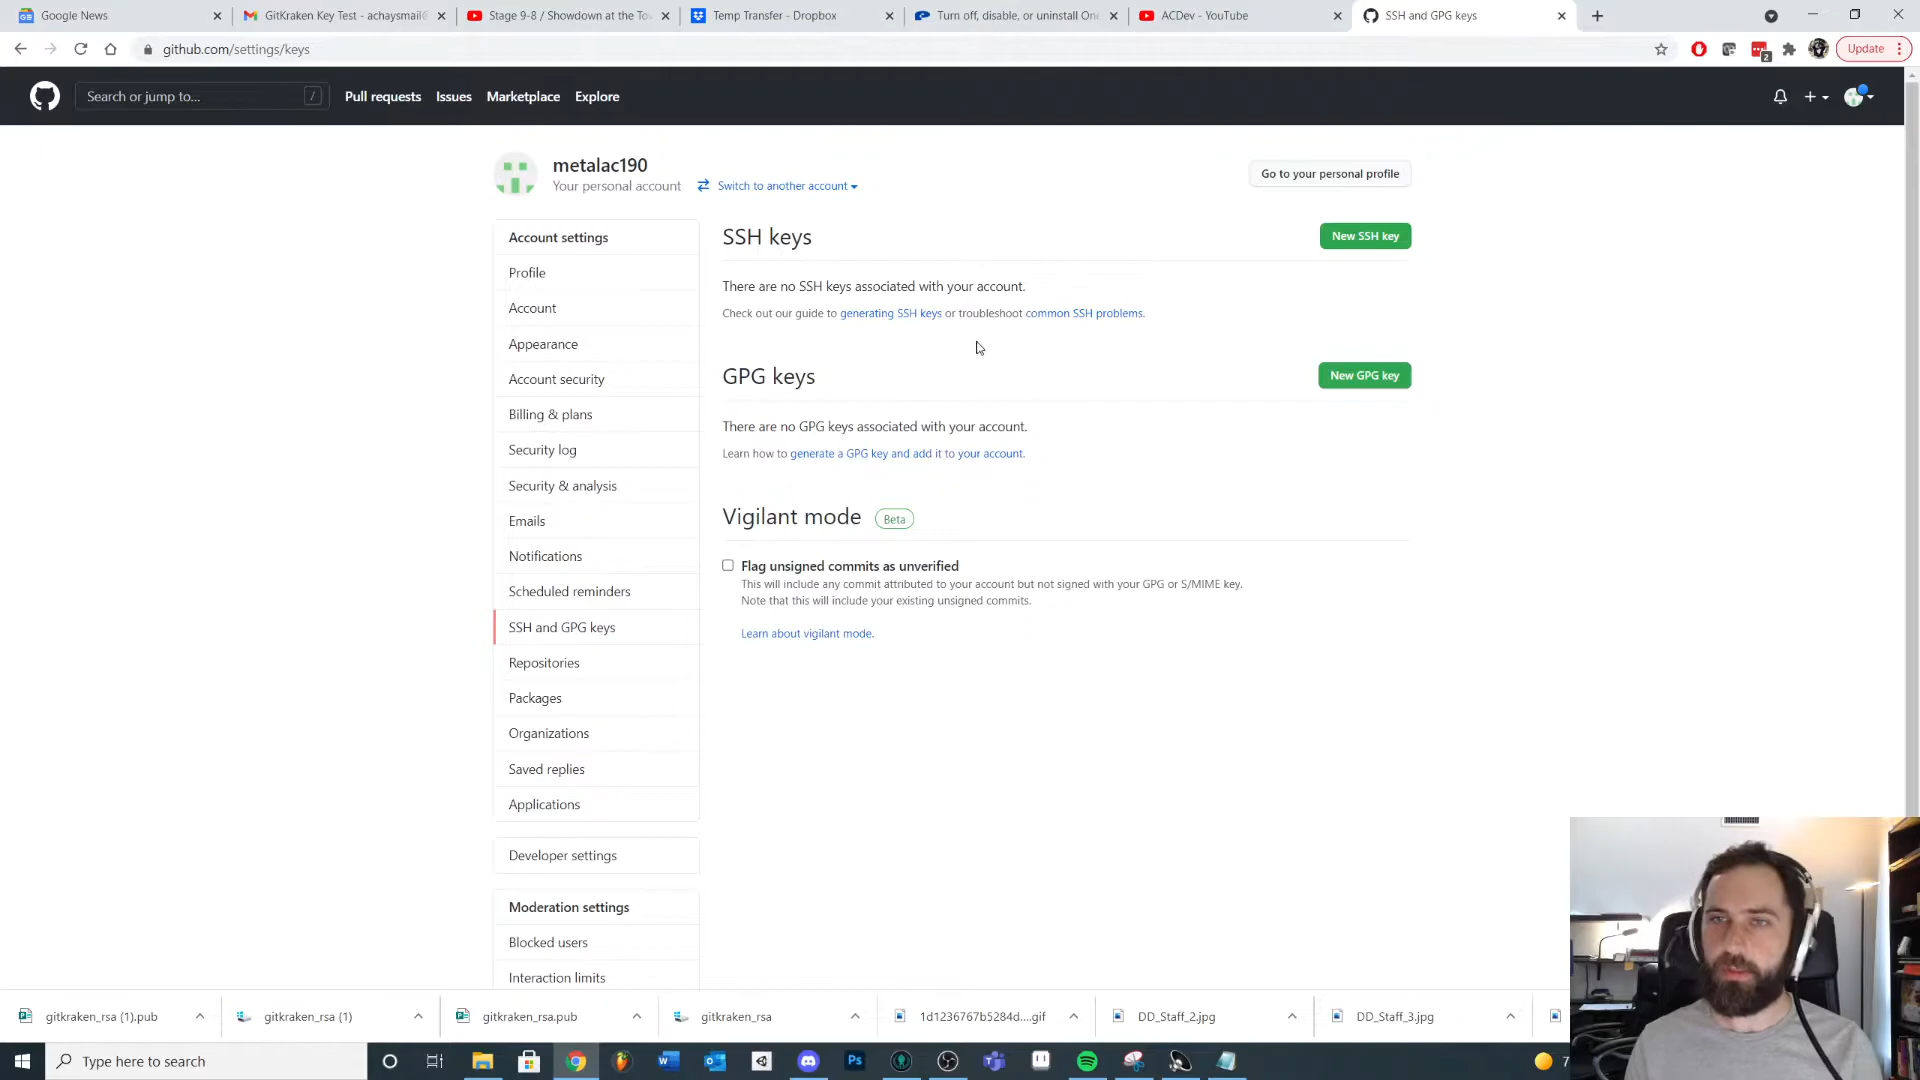 Google News
GitKraken Key Test - achaysmail@
Stage 9-8 / Showdown at the Tow
Temp Transfer - Dropbox
Turn off, disable, or uninstall One
ACDev - YouTube
SSH and GPG keys
github.com/settings/keys
2
Update
Search or jump to...
/
Pull requests
Issues
Marketplace
Explore
metalac190
Your personal account
Switch to another account
Go to your personal profile
Account settings
Profile
Account
Appearance
Account security
Billing & plans
Security log
Security & analysis
Emails
Notifications
Scheduled reminders
SSH and GPG keys
Repositories
Packages
Organizations
Saved replies
Applications
Developer settings
Moderation settings
Blocked users
Interaction limits
SSH keys
New SSH key
There are no SSH keys associated with your account.
Check out our guide to generating SSH keys or troubleshoot common SSH problems.
GPG keys
New GPG key
There are no GPG keys associated with your account.
Learn how to generate a GPG key and add it to your account.
Vigilant mode
Beta
Flag unsigned commits as unverified
This will include any commit attributed to your account but not signed with your GPG or S/MIME key.
Note that this will include your existing unsigned commits.
Learn about vigilant mode.
gitkraken_rsa (1).pub
gitkraken_rsa (1)
gitkraken_rsa.pub
gitkraken_rsa
1d1236767b5284d....gif
DD_Staff_2.jpg
DD_Staff_3.jpg
Type here to search
7